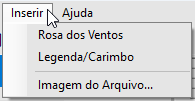 Inserir Ajuda
Rosa dos Ventos
Legenda/Carimbo
Imagem do Arquivo...